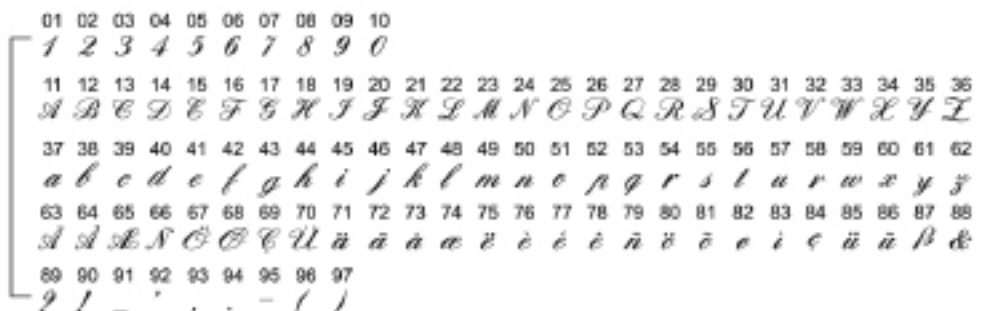 01 02 03 04 05 06 07 08 09 10
1 2 3 4 5 6 7 8 9 0
11 12 13 14 15 16 17 18 19 20 21 22 23 24 25 26 27 28 29 30 31 32 33 34 35 36
A B C D E F G H I J K L M N O P Q R S T U V W X Y Z
37 38 39 40 41 42 43 44 45 46 47 48 49 50 51 52 53 54 55 56 57 58 59 60 61 62
a b c d e f g h i j k l m n o p q r s t u v w x y z
63 64 65 66 67 68 69 70 71 72 73 74 75 76 77 78 79 80 81 82 83 84 85 86 87 88
Æ æ ñ ß &
89 90 91 92 93 94 95 96 97
? ! _ ' ( )